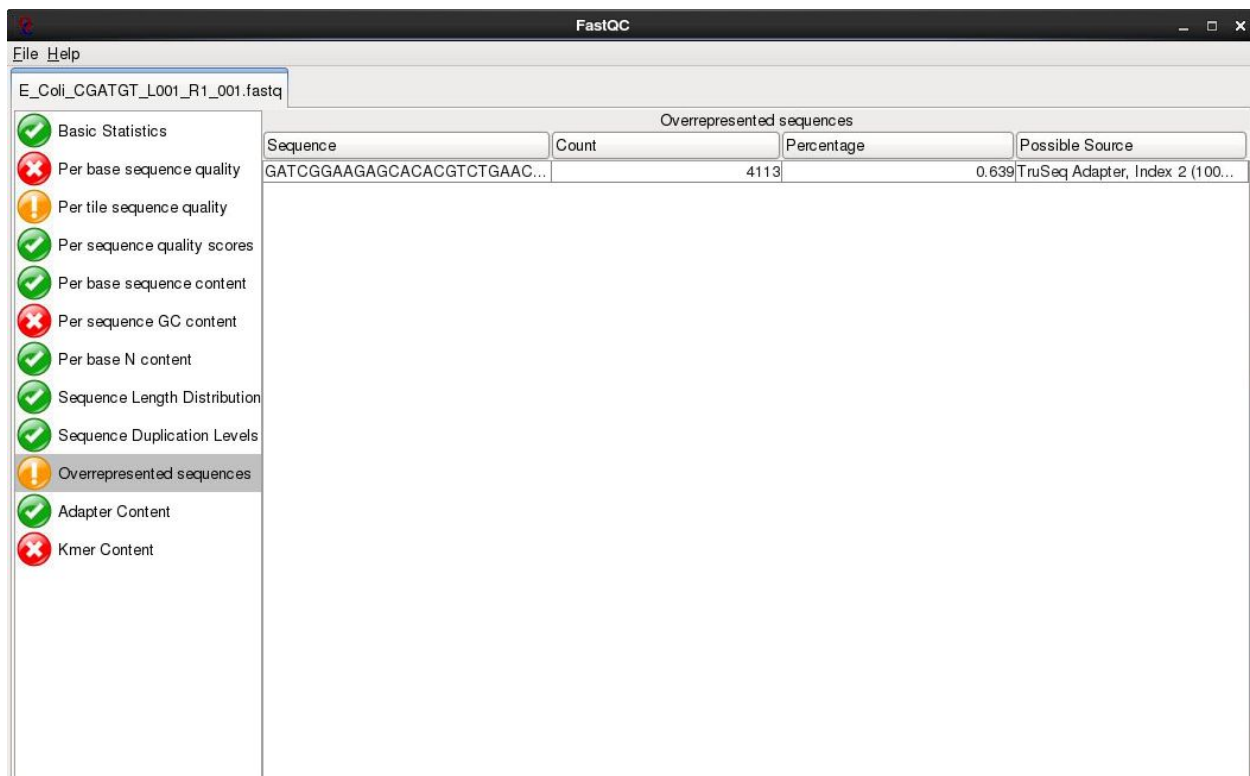 FastQC
File Help
E_Coli_CGATGT_L001_R1_001.fastq
Basic Statistics
Per base sequence quality
Per tile sequence quality
Per sequence quality scores
Per base sequence content
Per sequence GC content
Per base N content
Sequence Length Distribution
Sequence Duplication Levels
Overrepresented sequences
Adapter Content
Kmer Content
Overrepresented sequences
Sequence Count Percentage Possible Source
GATCGGAAGAGCACACGTCTGAAC... 4113 0.639 TruSeq Adapter, Index 2 (100...